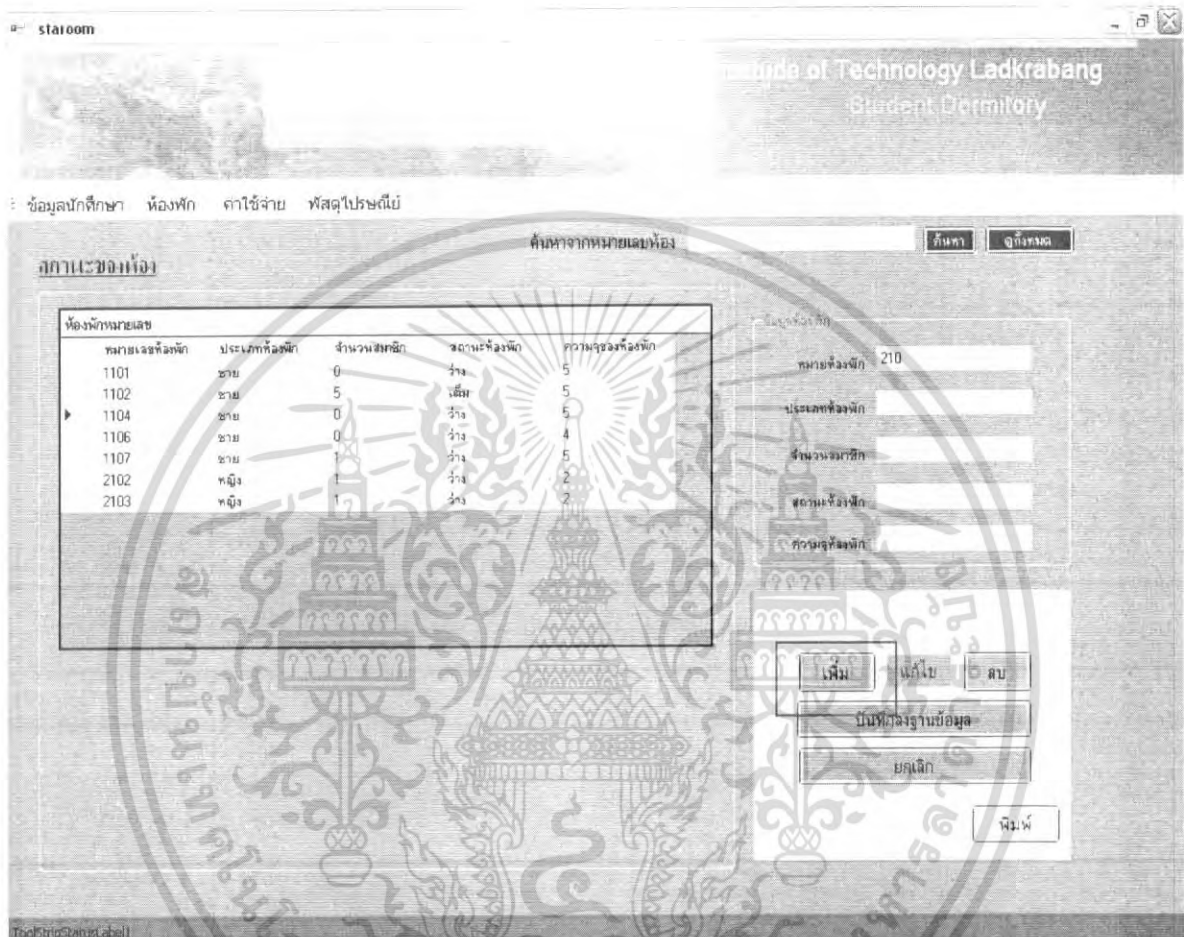 staroom
of Technology Ladkrabang
Student Dormitory
ข้อมูลนักศึกษา ห้องพัก ค่าใช้จ่าย พัสดุไปรษณีย์
ค้นหาจากหมายเลขห้อง ค้นหา ดูทั้งหมด
สถานะของห้อง
ห้องพักหมายเลข
หมายเลขห้องพัก ประเภทห้องพัก จำนวนสมาชิก สถานะห้องพัก ความจุของห้องพัก
1101 ชาย 0 ว่าง 5
1102 ชาย 5 เต็ม 5
1104 ชาย 0 ว่าง 5
1106 ชาย 0 ว่าง 4
1107 ชาย 1 ว่าง 5
2102 หญิง 1 ว่าง 2
2103 หญิง 1 ว่าง 2
ข้อมูลห้องพัก
หมายห้องพัก 210
ประเภทห้องพัก
จำนวนสมาชิก
สถานะห้องพัก
ความจุห้องพัก
เพิ่ม แก้ไข ลบ
บันทึกลงฐานข้อมูล
ยกเลิก
พิมพ์
ToolStripStatusLabel1